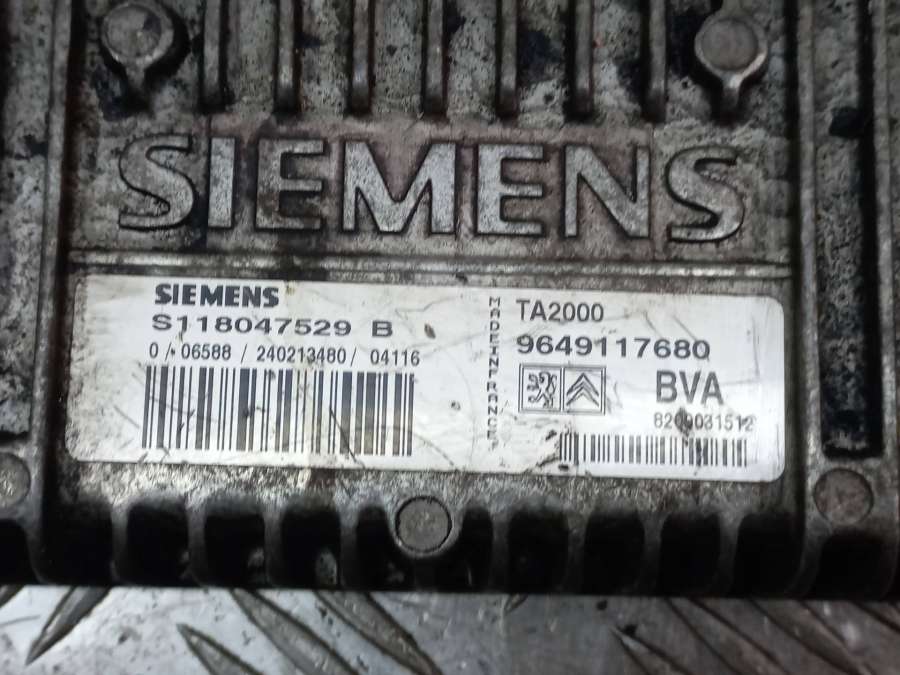 SIEMENS
SIEMENS
S118047529 B
0 / 06588 / 240213480 / 04116
MADE IN FRANCE
TA2000
9649117680
BVA
8200031512